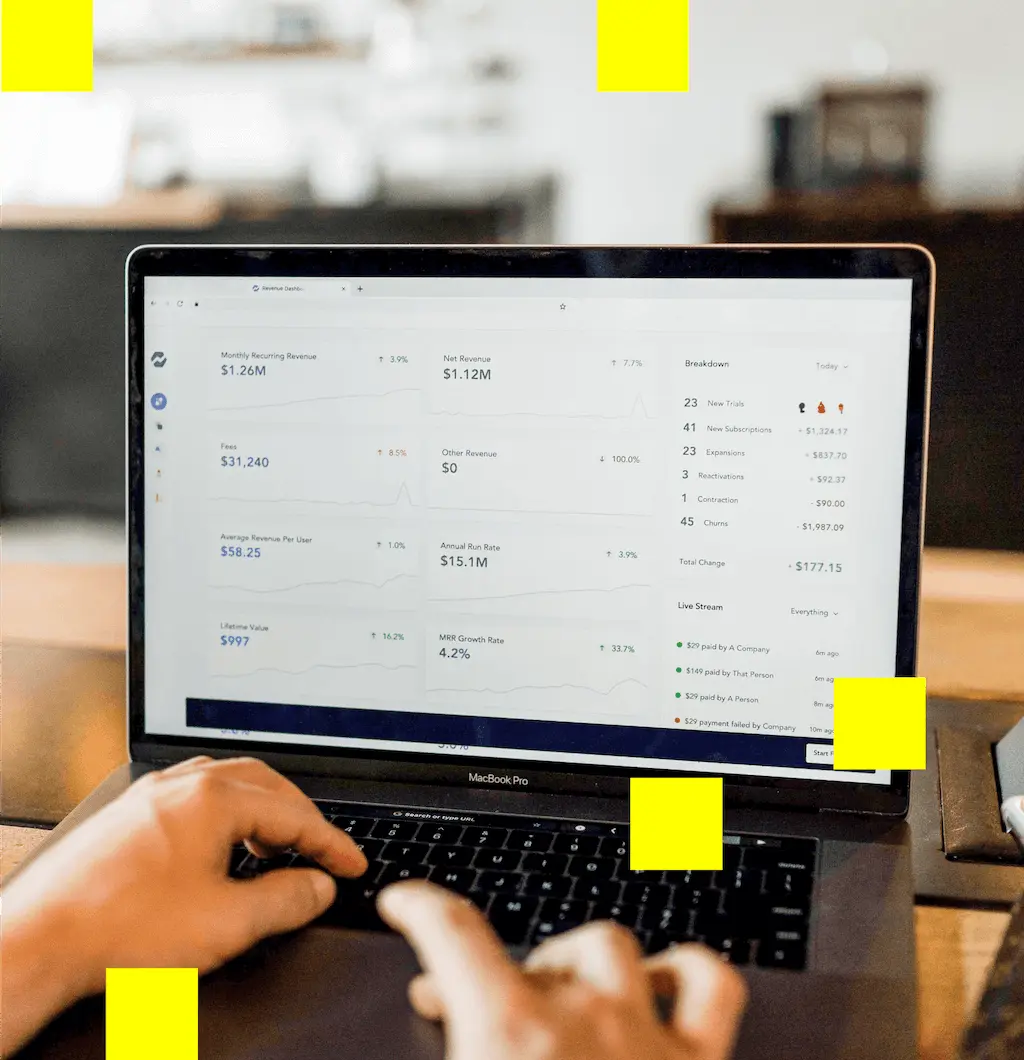 Revenue Dashb
Monthly Recurring Revenue
$1.26M
↑ 3.9%
Net Revenue
$1.12M
↑ 7.7%
Fees
$31,240
↑ 8.5%
Other Revenue
$0
↓ 100.0%
Average Revenue Per User
$58.25
↑ 1.0%
Annual Run Rate
$15.1M
↑ 3.9%
Lifetime Value
$997
↑ 16.2%
MRR Growth Rate
4.2%
↑ 33.7%
Breakdown Today
23 New Trials
41 New Subscriptions + $1,324.17
23 Expansions + $837.70
3 Reactivations + $92.37
1 Contraction - $90.00
45 Churns - $1,987.09
Total Change + $177.15
Live Stream Everything
$29 paid by A Company 6m ago
$149 paid by That Person 6m ag
$29 paid by A Person 8m ag
$29 payment failed by Company 10m ago
Start
MacBook Pro
Search or type URL